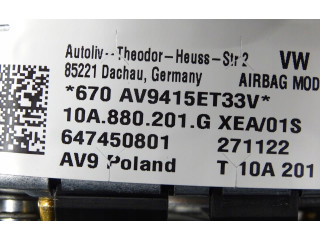 Autoliv-Theodor-Heuss-Str 2 VW
85221 Dachau, Germany AIRBAG MOD
*670 AV9415ET33V*
10A.880.201.G XEA/01S
647450801 271122
AV9 Poland T 10A 201